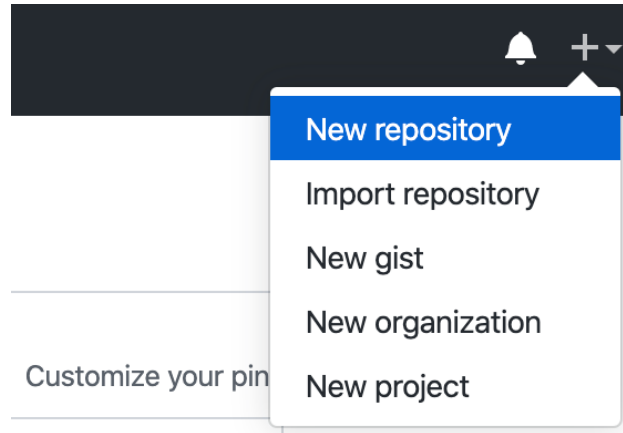 New repository
Import repository
New gist
New organization
Customize your pin
New project